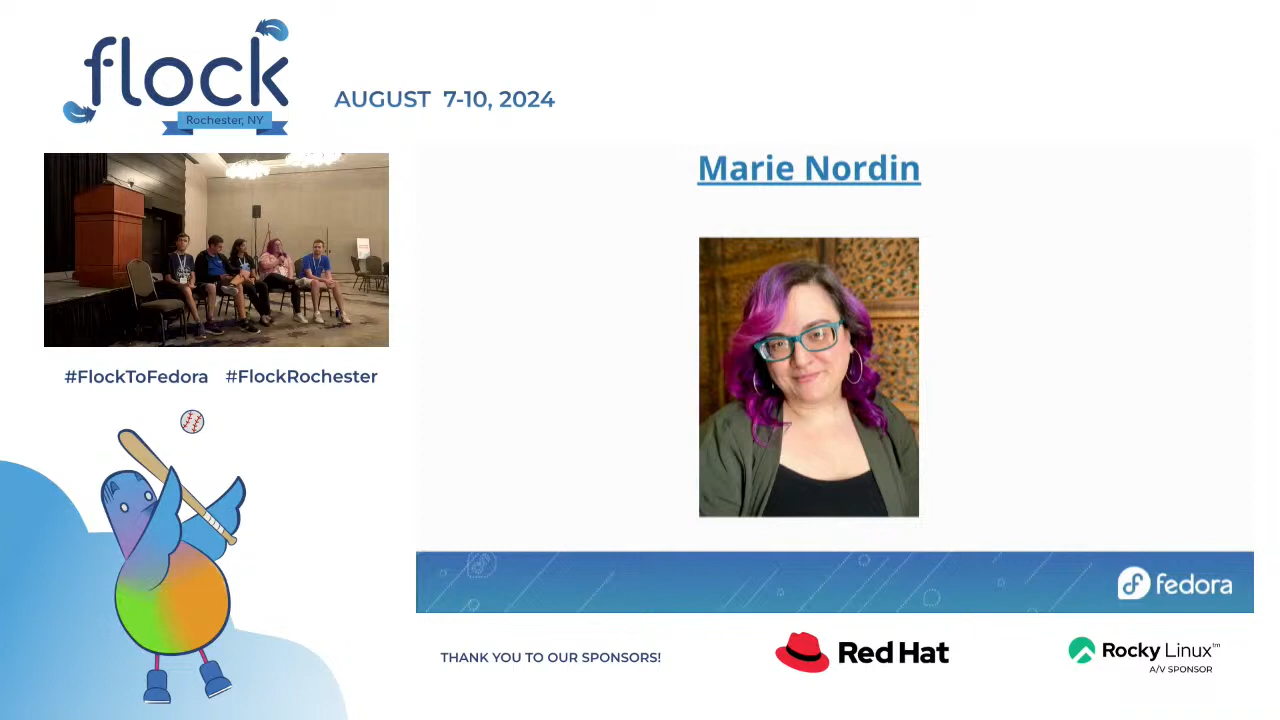 flock
Rochester, NY
AUGUST 7-10, 2024
Marie Nordin
#FlockToFedora #FlockRochester
fedora
THANK YOU TO OUR SPONSORS!
Red Hat
Rocky Linux™
A/V SPONSOR